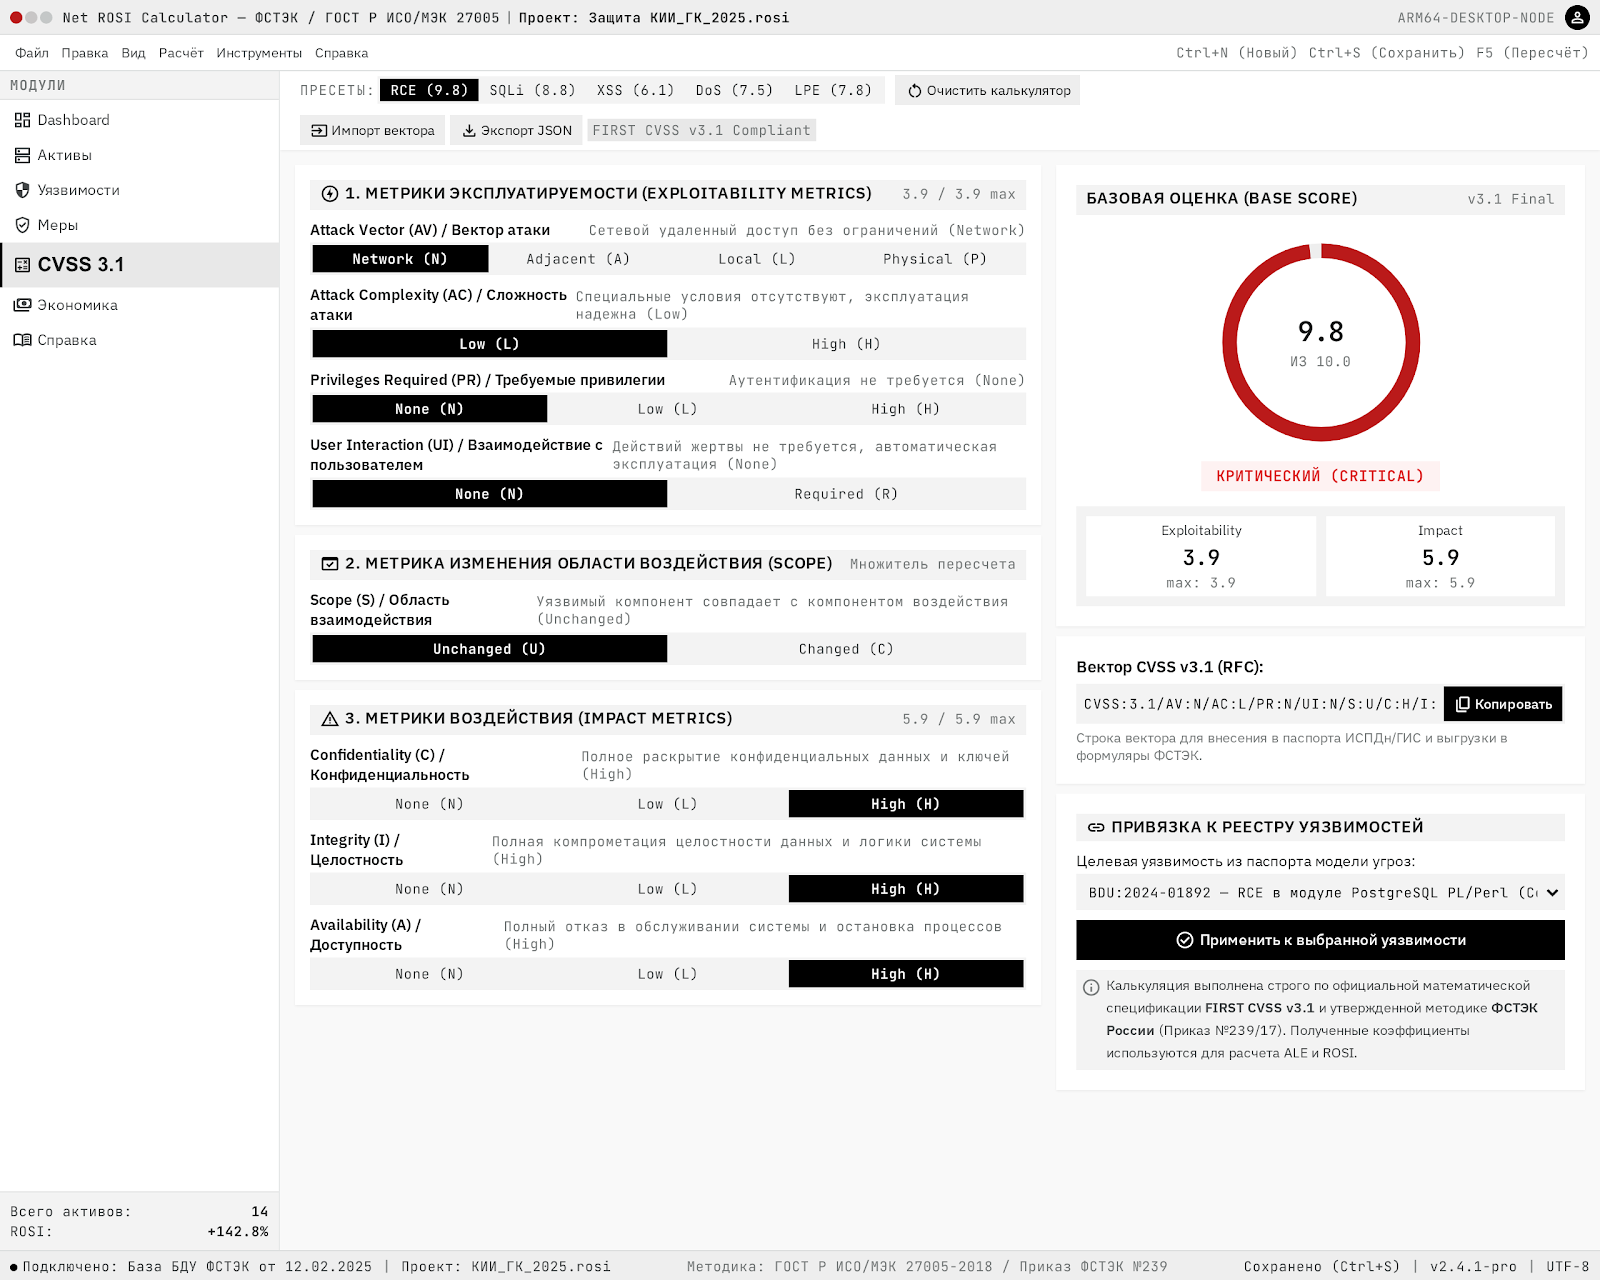 Net ROSI Calculator — ФСТЭК / ГОСТ Р ИСО/МЭК 27005 | Проект: Защита КИИ_ГК_2025.rosi
ARM64-DESKTOP-NODE
Файл Правка Вид Расчёт Инструменты Справка
Ctrl+N (Новый) Ctrl+S (Сохранить) F5 (Пересчёт)
МОДУЛИ
Dashboard
Активы
Уязвимости
Меры
CVSS 3.1
Экономика
Справка
Всего активов: 14
ROSI: +142.8%
ПРЕСЕТЫ: RCE (9.8) SQLi (8.8) XSS (6.1) DoS (7.5) LPE (7.8) Очистить калькулятор
Импорт вектора Экспорт JSON FIRST CVSS v3.1 Compliant
1. МЕТРИКИ ЭКСПЛУАТИРУЕМОСТИ (EXPLOITABILITY METRICS) 3.9 / 3.9 max
Attack Vector (AV) / Вектор атаки
Сетевой удаленный доступ без ограничений (Network)
Network (N) Adjacent (A) Local (L) Physical (P)
Attack Complexity (AC) / Сложность
атаки
Специальные условия отсутствуют, эксплуатация
надежна (Low)
Low (L) High (H)
Privileges Required (PR) / Требуемые привилегии
Аутентификация не требуется (None)
None (N) Low (L) High (H)
User Interaction (UI) / Взаимодействие с
пользователем
Действий жертвы не требуется, автоматическая
эксплуатация (None)
None (N) Required (R)
2. МЕТРИКА ИЗМЕНЕНИЯ ОБЛАСТИ ВОЗДЕЙСТВИЯ (SCOPE) Множитель пересчета
Scope (S) / Область
взаимодействия
Уязвимый компонент совпадает с компонентом воздействия
(Unchanged)
Unchanged (U) Changed (C)
3. МЕТРИКИ ВОЗДЕЙСТВИЯ (IMPACT METRICS) 5.9 / 5.9 max
Confidentiality (C) /
Конфиденциальность
Полное раскрытие конфиденциальных данных и ключей
(High)
None (N) Low (L) High (H)
Integrity (I) /
Целостность
Полная компрометация целостности данных и логики системы
(High)
None (N) Low (L) High (H)
Availability (A) /
Доступность
Полный отказ в обслуживании системы и остановка процессов
(High)
None (N) Low (L) High (H)
БАЗОВАЯ ОЦЕНКА (BASE SCORE) v3.1 Final
9.8
ИЗ 10.0
КРИТИЧЕСКИЙ (CRITICAL)
Exploitability
3.9
max: 3.9
Impact
5.9
max: 5.9
Вектор CVSS v3.1 (RFC):
CVSS:3.1/AV:N/AC:L/PR:N/UI:N/S:U/C:H/I: Копировать
Строка вектора для внесения в паспорта ИСПДн/ГИС и выгрузки в
формуляры ФСТЭК.
ПРИВЯЗКА К РЕЕСТРУ УЯЗВИМОСТЕЙ
Целевая уязвимость из паспорта модели угроз:
BDU:2024-01892 — RCE в модуле PostgreSQL PL/Perl
Применить к выбранной уязвимости
Калькуляция выполнена строго по официальной математической
спецификации FIRST CVSS v3.1 и утвержденной методике ФСТЭК
России (Приказ №239/17). Полученные коэффициенты
используются для расчета ALE и ROSI.
Подключено: База БДУ ФСТЭК от 12.02.2025 | Проект: КИИ_ГК_2025.rosi
Методика: ГОСТ Р ИСО/МЭК 27005-2018 / Приказ ФСТЭК №239
Сохранено (Ctrl+S) | v2.4.1-pro | UTF-8